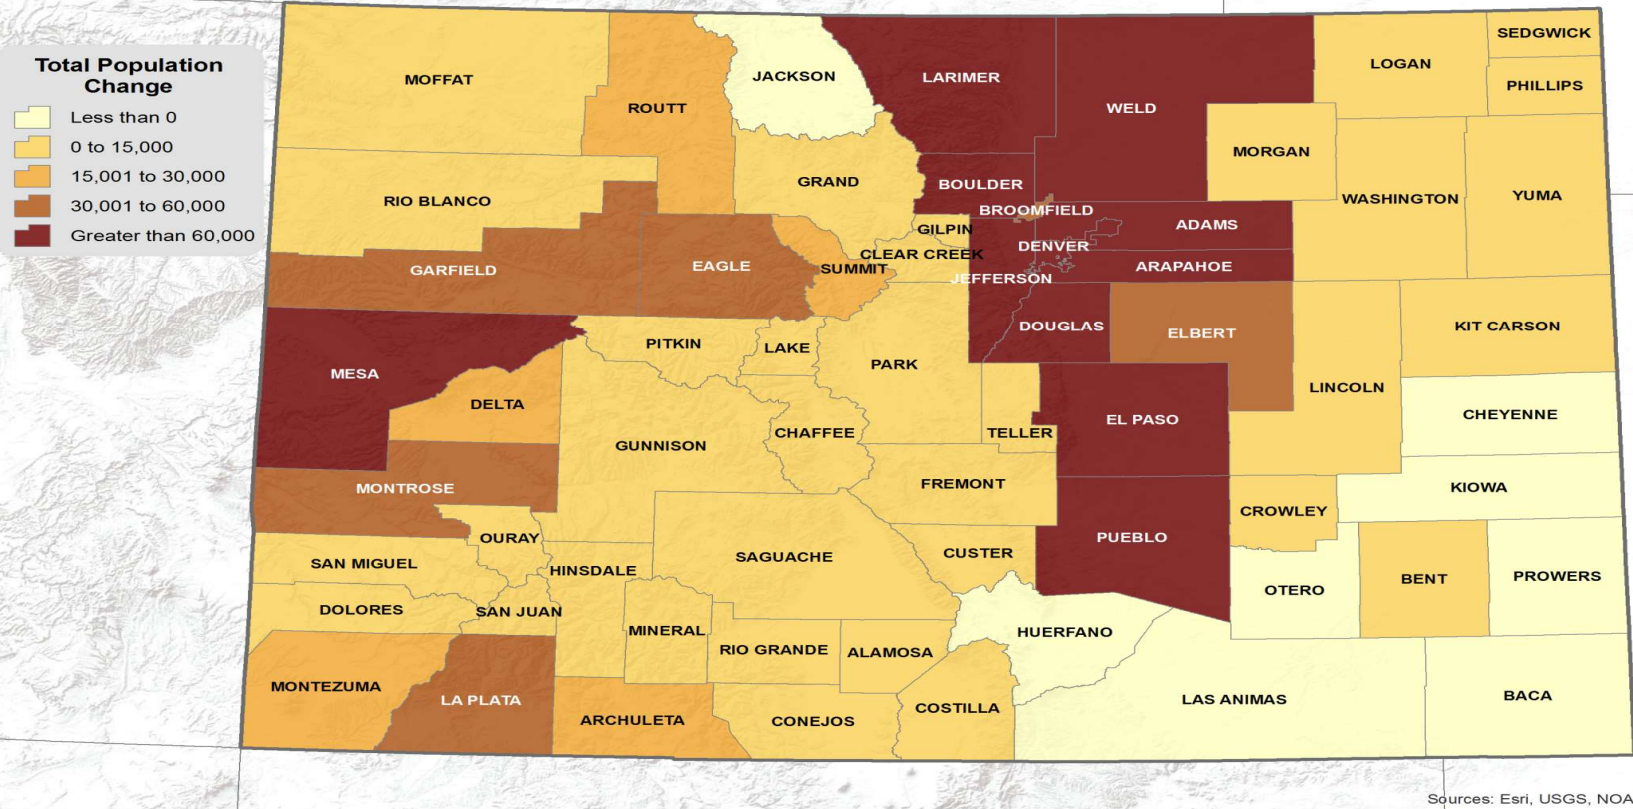 Total Population
Change
Less than 0
0 to 15,000
15,001 to 30,000
30,001 to 60,000
Greater than 60,000
SEDGWICK
LOGAN
JACKSON
LARIMER
MOFFAT
PHILLIPS
ROUTT
WELD
MORGAN
GRAND
BOULDER
YUMA
RIO BLANCO
WASHINGTON
BROOMFIELD
ADAMS
GILPIN
DENVER
CLEAR CREEK
GARFIELD
EAGLE
SUMMIT
ARAPAHOE
JEFFERSON
DOUGLAS
ELBERT
KIT CARSON
PITKIN
LAKE
PARK
MESA
LINCOLN
DELTA
CHEYENNE
EL PASO
CHAFFEE
TELLER
GUNNISON
FREMONT
MONTROSE
KIOWA
CROWLEY
OURAY
PUEBLO
SAN MIGUEL
HINSDALE
SAGUACHE
CUSTER
OTERO
BENT
PROWERS
DOLORES
SAN JUAN
MINERAL
HUERFANO
RIO GRANDE
ALAMOSA
MONTEZUMA
LA PLATA
LAS ANIMAS
BACA
ARCHULETA
CONEJOS
COSTILLA
Sources: Esri, USGS, NOA